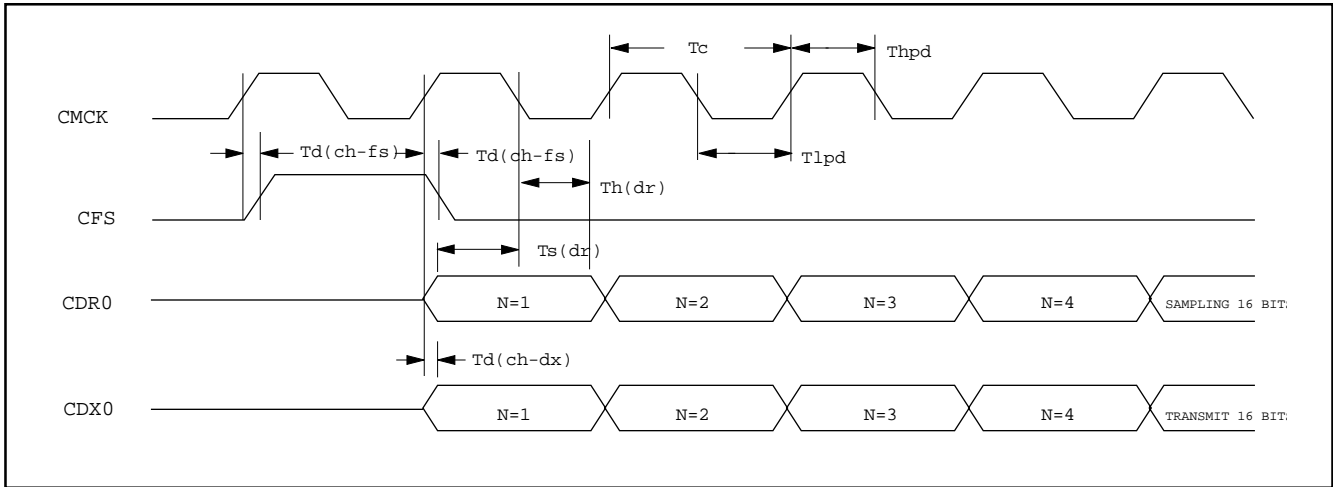 Tc
Thpd
CMCK
Td(ch-fs)
Td(ch-fs)
Tlpd
Th(dr)
CFS
Ts(dr)
CDR0
N=1
N=2
N=3
N=4
SAMPLING 16 BITS
Td(ch-dx)
CDX0
N=1
N=2
N=3
N=4
TRANSMIT 16 BITS